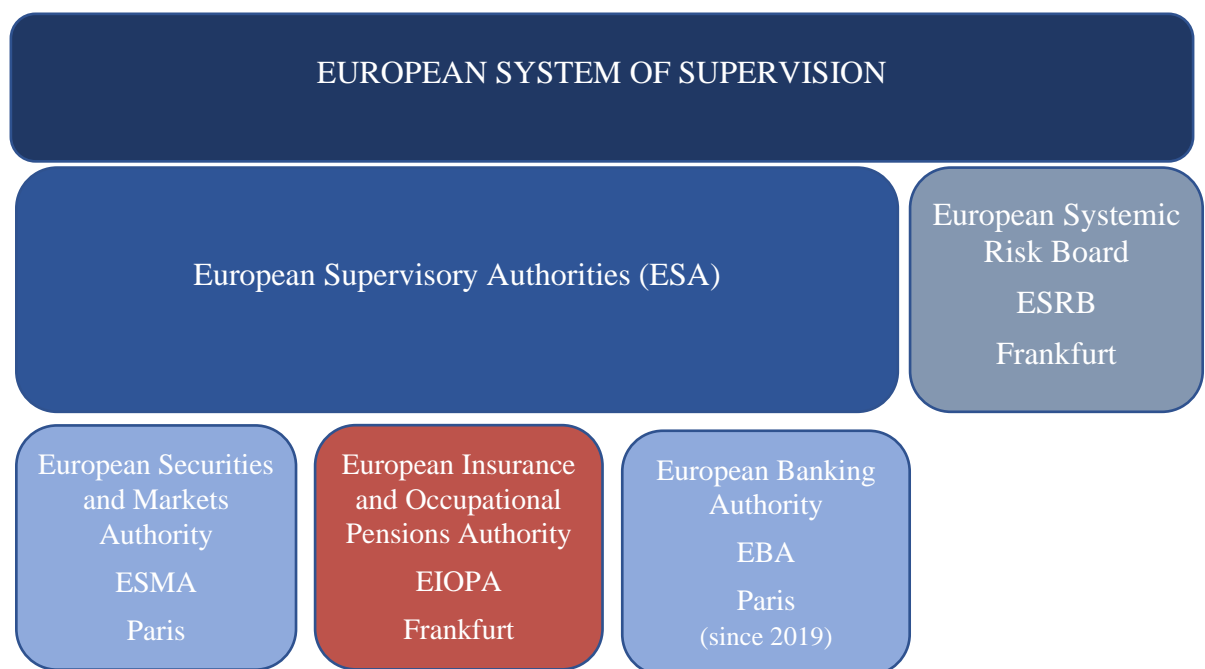 EUROPEAN SYSTEM OF SUPERVISION
European Supervisory Authorities (ESA)
European Systemic
Risk Board
ESRB
Frankfurt
European Securities
and Markets
Authority
ESMA
Paris
European Insurance
and Occupational
Pensions Authority
EIOPA
Frankfurt
European Banking
Authority
EBA
Paris
(since 2019)